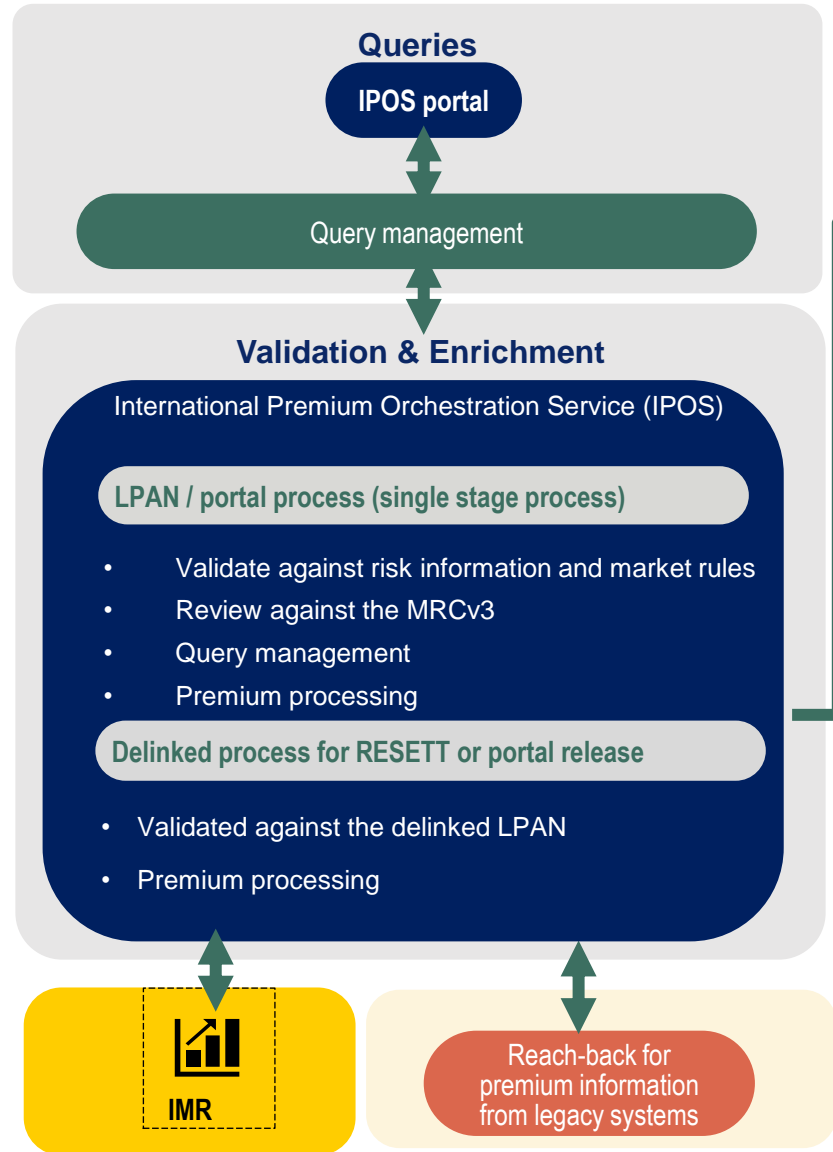 Queries
IPOS portal
Query management
Validation & Enrichment
International Premium Orchestration Service (IPOS)
LPAN / portal process (single stage process)
• Validate against risk information and market rules
• Review against the MRCv3
• Query management
• Premium processing
Delinked process for RESETT or portal release
• Validated against the delinked LPAN
• Premium processing
IMR
Reach-back for
premium information
from legacy systems